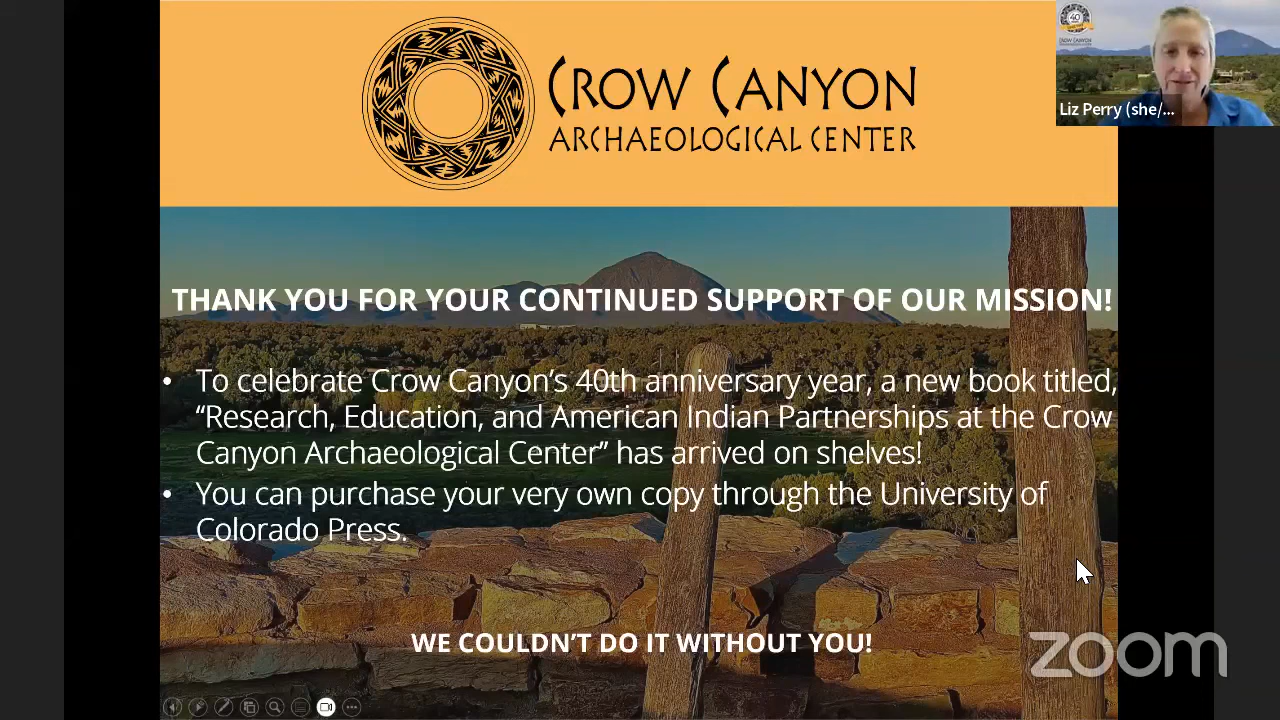 CROW CANYON
ARCHAEOLOGICAL CENTER
40
Liz Perry (she/...
THANK YOU FOR YOUR CONTINUED SUPPORT OF OUR MISSION!
• To celebrate Crow Canyon’s 40th anniversary year, a new book titled,
“Research, Education, and American Indian Partnerships at the Crow
Canyon Archaeological Center” has arrived on shelves!
• You can purchase your very own copy through the University of
Colorado Press.
WE COULDN’T DO IT WITHOUT YOU!
zoom